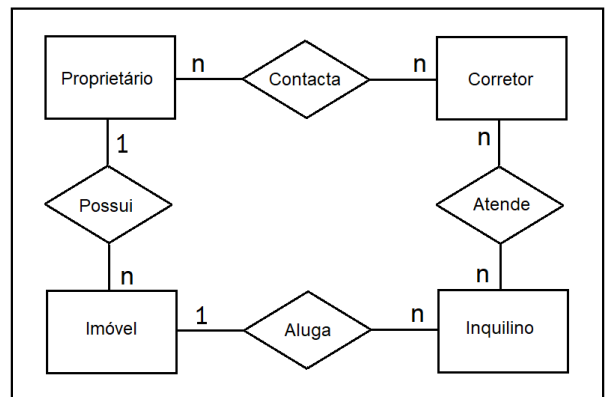 Proprietário
n
Contacta
n
Corretor
1
n
Possui
Atende
n
n
Imóvel
1
Aluga
n
Inquilino